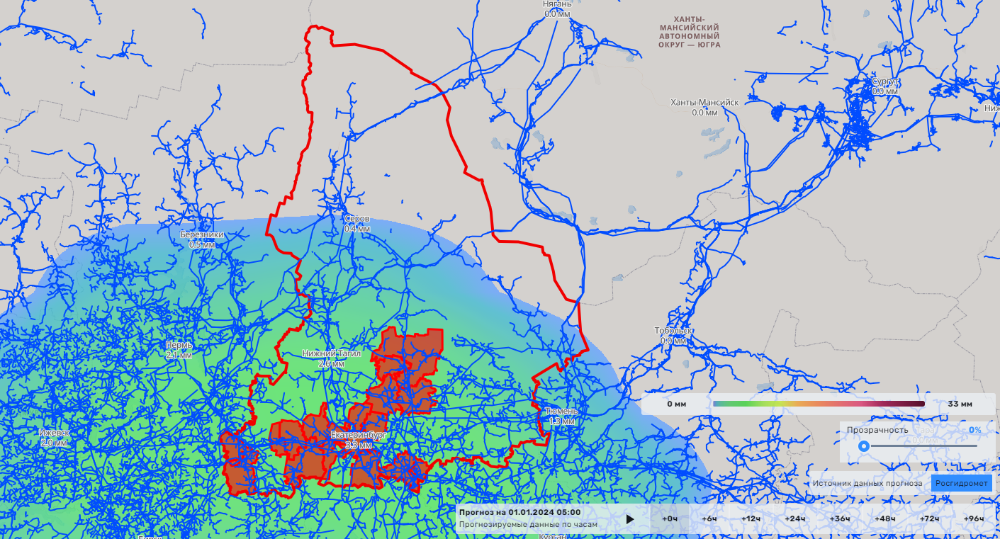 Нягань
0.0 мм
ХАНТЫ-
МАНСИЙСКИЙ
АВТОНОМНЫЙ
ОКРУГ — ЮГРА
Сургут
0.0 мм
Ханты-Мансийск
0.0 мм
Ниж
Серов
0.4 мм
Березники
0.5 мм
Тобольск
0.0 мм
Пермь
2.1 мм
Нижний Тагил
2.6 мм
0 мм
33 мм
Тюмень
1.3 мм
Ижевск
2.0 мм
Екатеринбург
3.3 мм
Прозрачность
Тара
0%
0.0 мм
Источник данных прогноза
Росгидромет
Прогноз на 01.01.2024 05:00
Прогнозируемые данные по часам
+0ч
+6ч
+12ч
+24ч
+36ч
+48ч
+72ч
+96ч
Курган